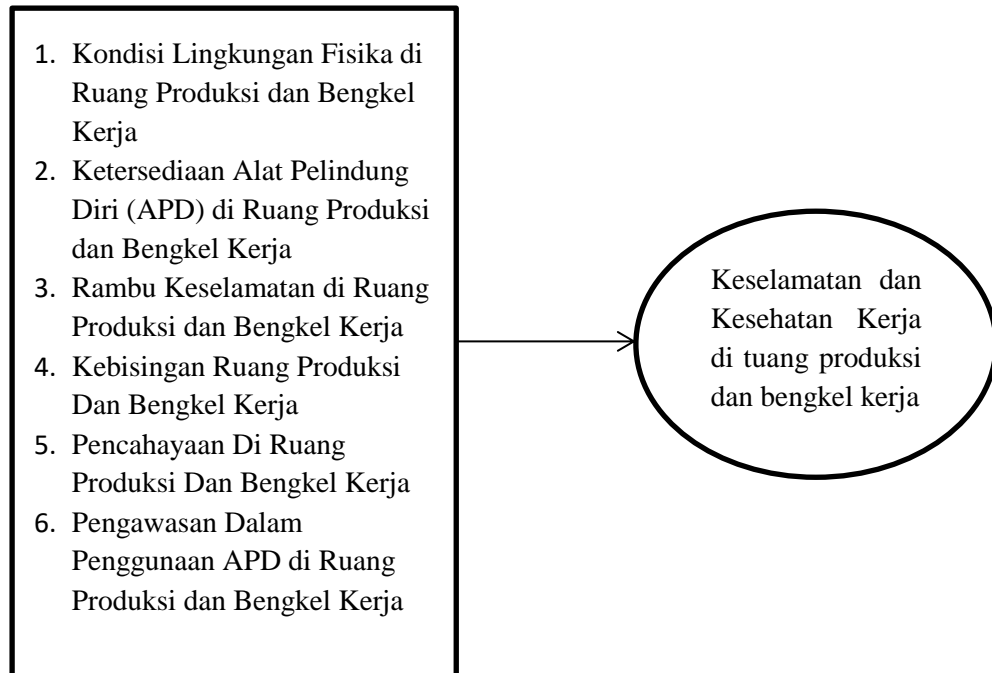 1. Kondisi Lingkungan Fisika di
Ruang Produksi dan Bengkel
Kerja
2. Ketersediaan Alat Pelindung
Diri (APD) di Ruang Produksi
dan Bengkel Kerja
3. Rambu Keselamatan di Ruang
Produksi dan Bengkel Kerja
4. Kebisingan Ruang Produksi
Dan Bengkel Kerja
5. Pencahayaan Di Ruang
Produksi Dan Bengkel Kerja
6. Pengawasan Dalam
Penggunaan APD di Ruang
Produksi dan Bengkel Kerja
Keselamatan dan
Kesehatan Kerja
di tuang produksi
dan bengkel kerja